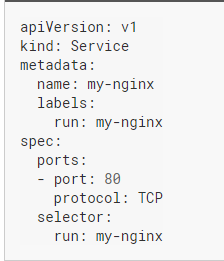 apiVersion: v1
kind: Service
metadata:
  name: my-nginx
  labels:
    run: my-nginx
spec:
  ports:
  - port: 80
    protocol: TCP
  selector:
    run: my-nginx